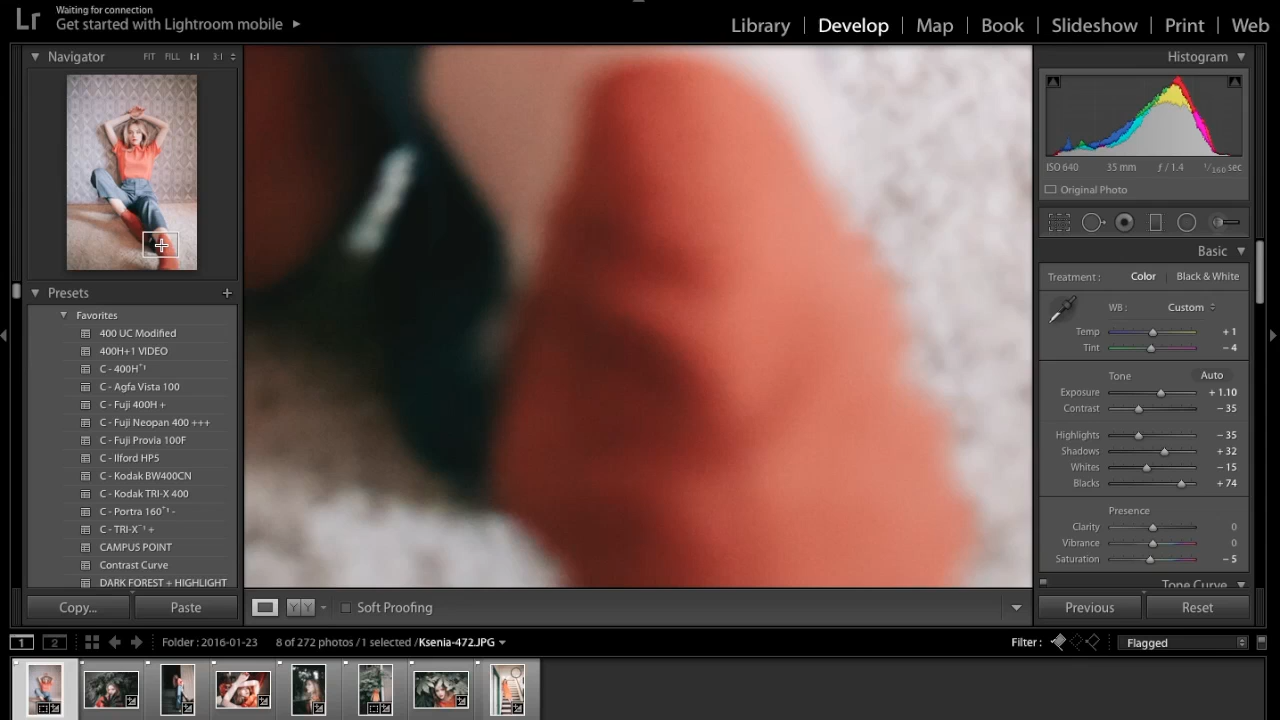 Lr
Waiting for connection
Get started with Lightroom mobile
Library | Develop | Map | Book | Slideshow | Print | Web
Navigator FIT FILL 1:1 3:1
Histogram
ISO 640 35 mm ƒ / 1.4 1/160 sec
Original Photo
Basic
Treatment : Color Black & White
WB : Custom
Temp + 1
Tint - 4
Tone Auto
Exposure + 1.10
Contrast - 35
Highlights - 35
Shadows + 32
Whites - 15
Blacks + 74
Presence
Clarity 0
Vibrance 0
Saturation - 5
Tone Curve
Previous Reset
Presets +
Favorites
400 UC Modified
400H+1 VIDEO
C - 400H⁺¹
C - Agfa Vista 100
C - Fuji 400H +
C - Fuji Neopan 400 +++
C - Fuji Provia 100F
C - Ilford HP5
C - Kodak BW400CN
C - Kodak TRI-X 400
C - Portra 160⁺¹ -
C - TRI-X⁻¹ +
CAMPUS POINT
Contrast Curve
DARK FOREST + HIGHLIGHT
Copy... Paste
Y Y Soft Proofing
1 2 Folder : 2016-01-23 8 of 272 photos / 1 selected / Ksenia-472.JPG Filter : Flagged